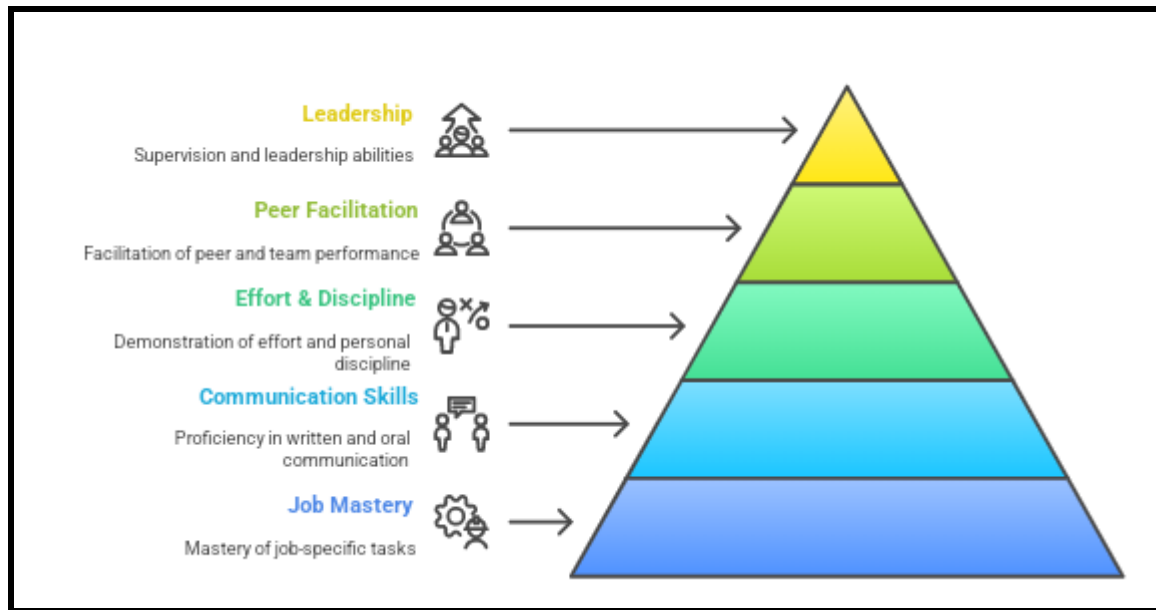 Leadership
Supervision and leadership abilities
Peer Facilitation
Facilitation of peer and team performance
Effort & Discipline
Demonstration of effort and personal
discipline
Communication Skills
Proficiency in written and oral
communication
Job Mastery
Mastery of job-specific tasks